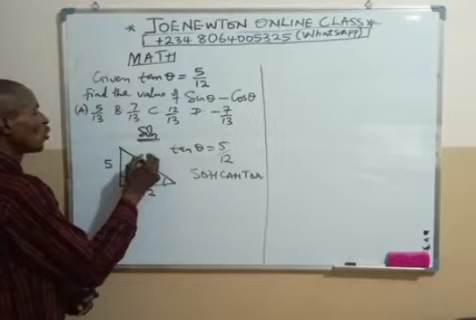 * JOENEWTON ONLINE CLASS *
+234 8064005325 (WhatsApp)
MATH
Given tan θ = 5/12
find the value of Sinθ - Cosθ
(A) 5/13 B. 7/13 C. 12/13 D. -7/13
Soln
tan θ = 5/12
5
SOHCAHTOA
2